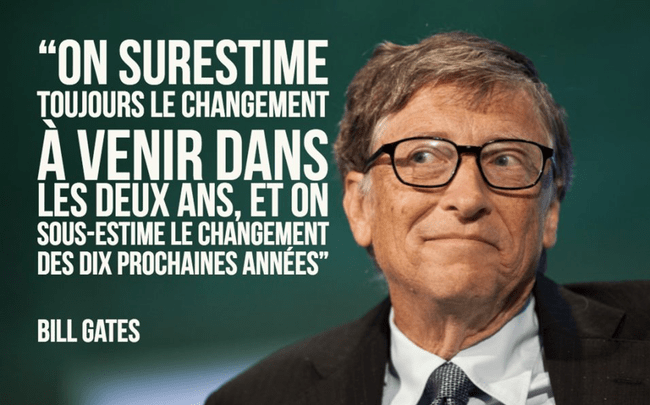 “ON SURESTIME
TOUJOURS LE CHANGEMENT
À VENIR DANS
LES DEUX ANS, ET ON
SOUS-ESTIME LE CHANGEMENT
DES DIX PROCHAINES ANNÉES”
BILL GATES